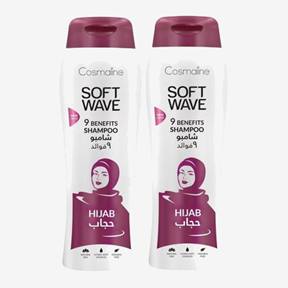 Cosmaline
SOFT
WAVE
9 BENEFITS
SHAMPOO
شامبو
٩ فوائد
HIJAB
حجاب
Cosmaline
SOFT
WAVE
9 BENEFITS
SHAMPOO
شامبو
٩ فوائد
HIJAB
حجاب